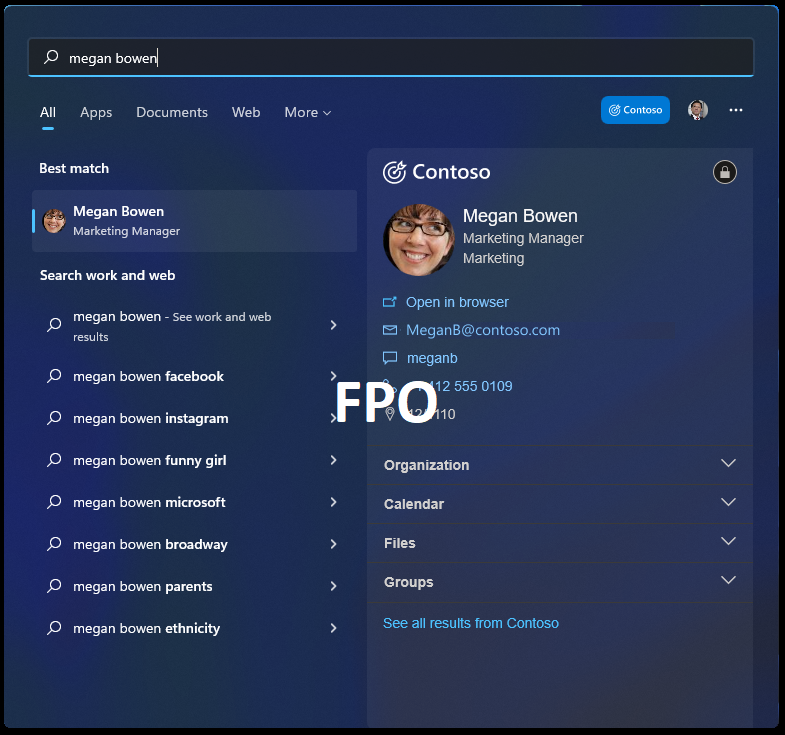 megan bowen
All Apps Documents Web More
Contoso
Best match
Megan Bowen
Marketing Manager
Search work and web
megan bowen - See work and web
results
megan bowen facebook
megan bowen instagram
megan bowen funny girl
megan bowen microsoft
megan bowen broadway
megan bowen parents
megan bowen ethnicity
Contoso
Megan Bowen
Marketing Manager
Marketing
Open in browser
MeganB@contoso.com
meganb
412 555 0109
FPO
Organization
Calendar
Files
Groups
See all results from Contoso